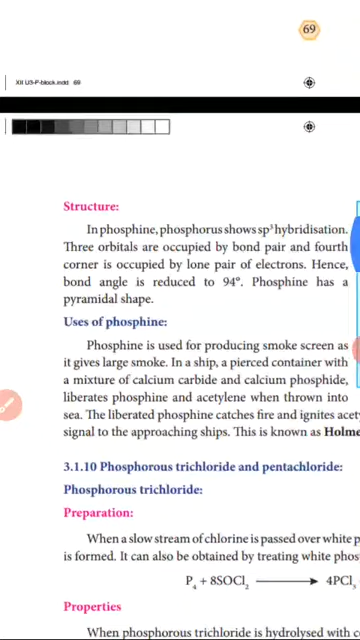 69
XII U3-P-block.indd 69
Structure:
In phosphine, phosphorus shows sp³ hybridisation.
Three orbitals are occupied by bond pair and fourth
corner is occupied by lone pair of electrons. Hence,
bond angle is reduced to 94°. Phosphine has a
pyramidal shape.
Uses of phosphine:
Phosphine is used for producing smoke screen as
it gives large smoke. In a ship, a pierced container with
a mixture of calcium carbide and calcium phosphide,
liberates phosphine and acetylene when thrown into
sea. The liberated phosphine catches fire and ignites
signal to the approaching ships. This is known as
3.1.10 Phosphorous trichloride and pentachloride:
Phosphorous trichloride:
Preparation:
When a slow stream of chlorine is passed over white
is formed. It can also be obtained by treating white
P₄ + 8SOCl₂ ⟶ 4PCl₃
Properties
When phosphorous trichloride is hydrolysed with